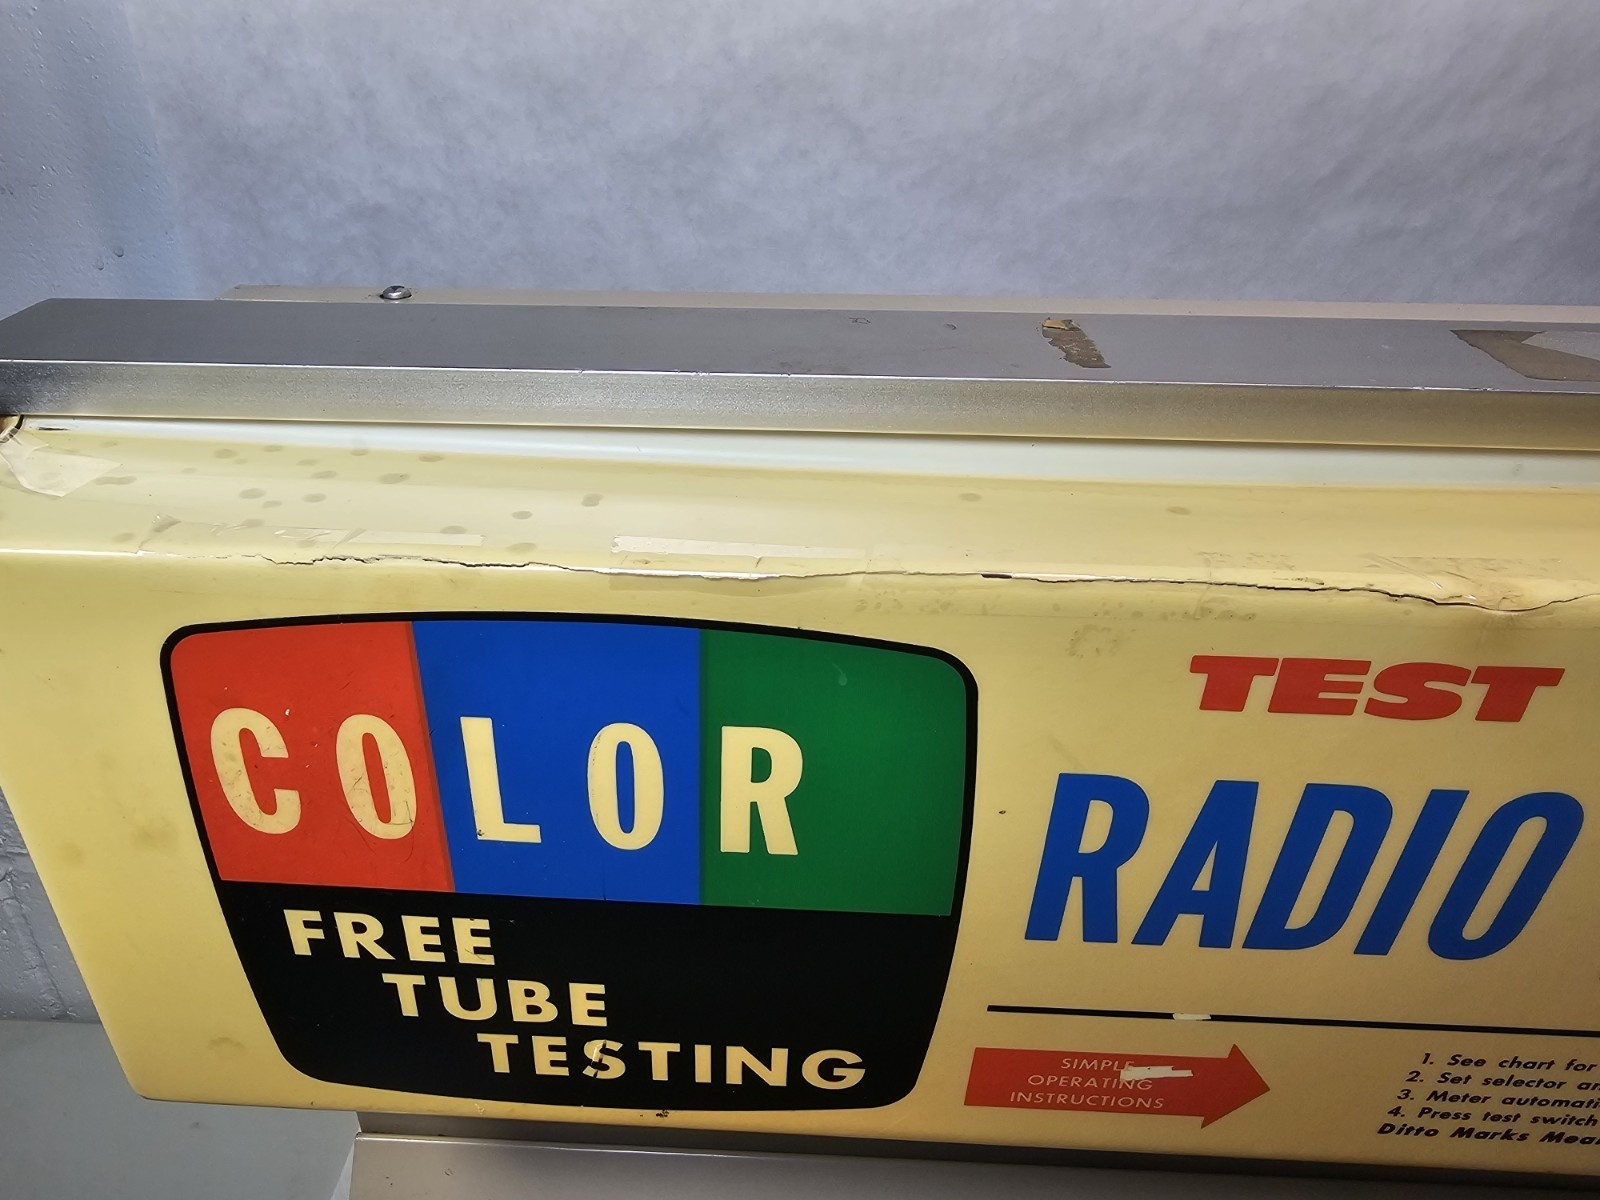 COLOR
FREE
TUBE
TESTING
TEST
RADIO
SIMPLE
OPERATING
INSTRUCTIONS
1. See chart for
2. Set selector
3. Meter
4. Press test switch
Ditto Marks